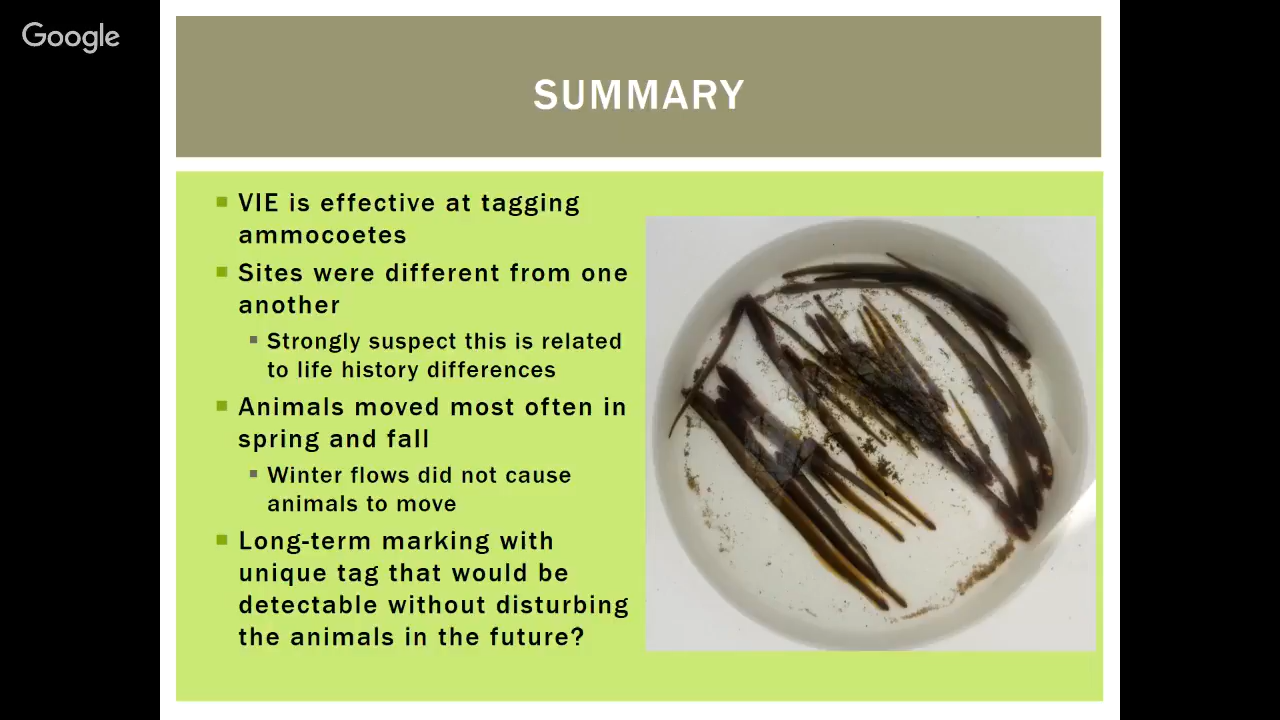 Google
SUMMARY
VIE is effective at tagging
ammocoetes
Sites were different from one
another
Strongly suspect this is related
to life history differences
Animals moved most often in
spring and fall
Winter flows did not cause
animals to move
Long-term marking with
unique tag that would be
detectable without disturbing
the animals in the future?